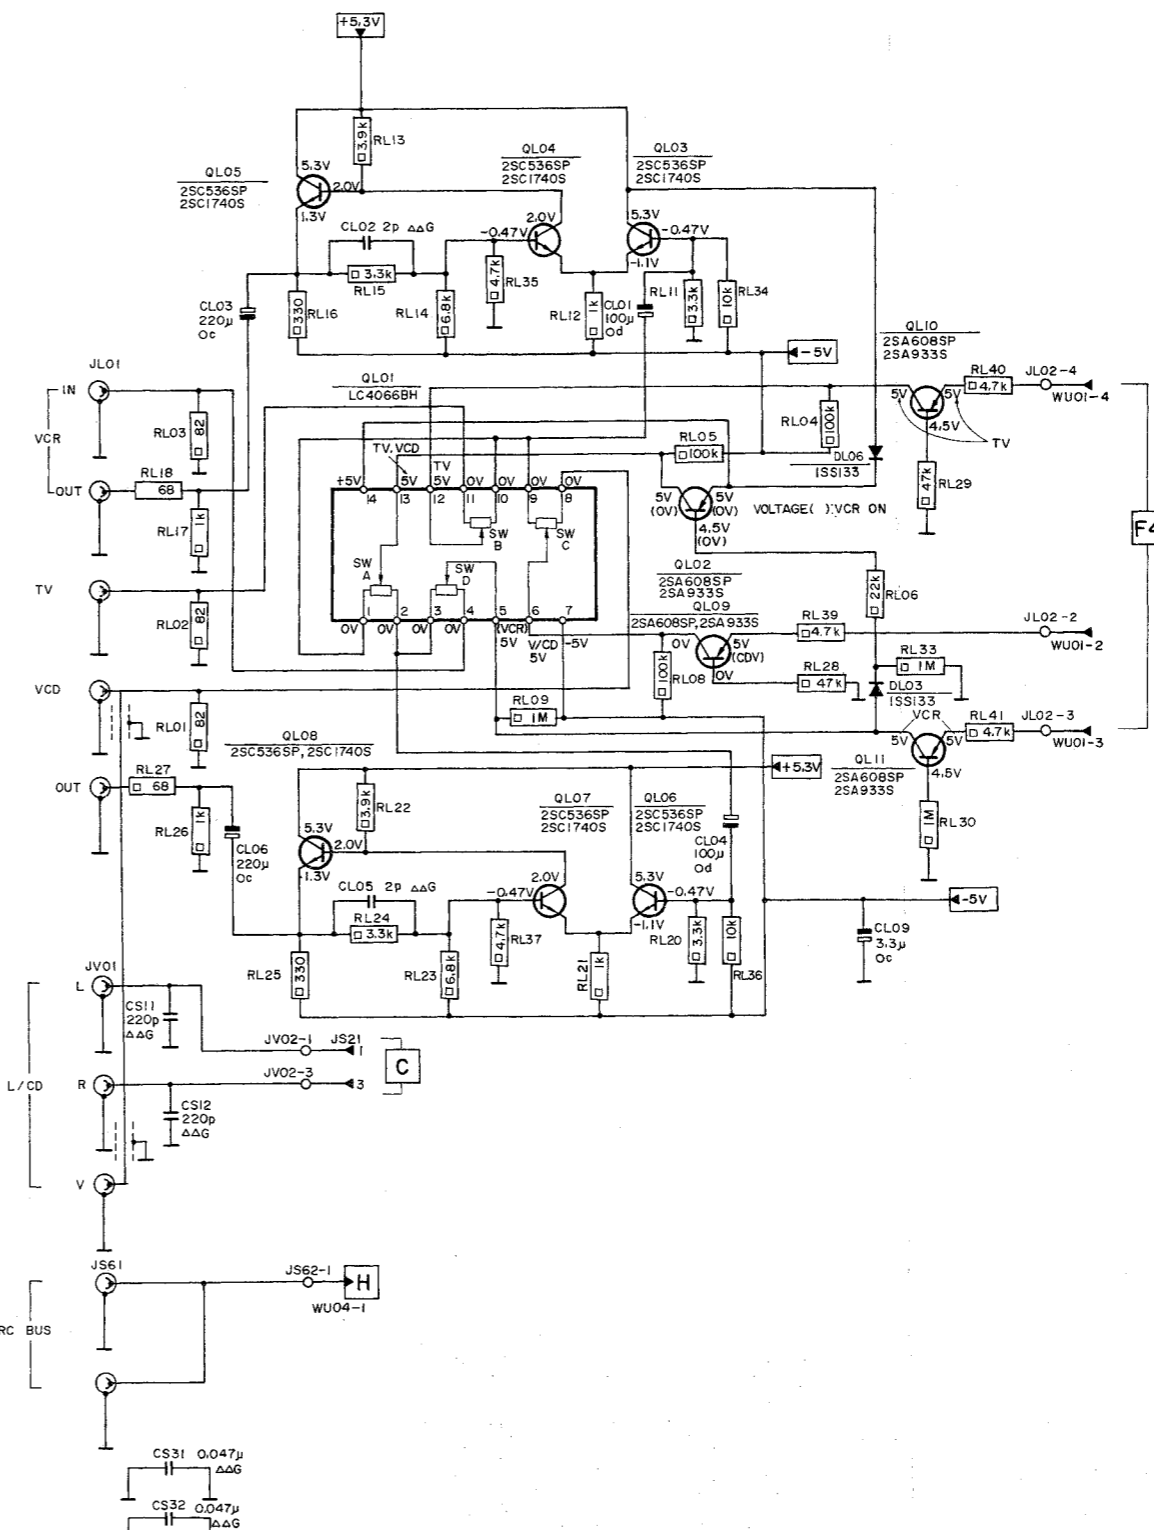 +5.3V
3.9k RL13
QL05
2SC536SP
2SC1740S
QL04
2SC536SP
2SC1740S
QL03
2SC536SP
2SC1740S
5.3V
2.0V
1.3V
CL02 2p △△G
-0.47V
2.0V
5.3V
-0.47V
-1.1V
3.3k
RL15
4.7k
RL35
CL03
220μ
Oc
330
RL16
RL14
6.8k
RL12
1k
CL01
100μ
Od
RL11
3.3k
10k
RL34
-5V
QL10
2SA608SP
2SA933S
JL01
IN
VCR
OUT
QL01
LC4066BH
RL40
4.7k
JL02-4
WU01-4
5V
5V
4.5V
TV
RL03
82
RL04
100k
RL05
100k
DL06
1SS133
47k
RL29
RL18
68
RL17
1k
TV.VCD
TV
+5V
5V
5V
0V
0V
0V
0V
14
13
12
11
10
9
8
SW
B
SW
C
SW
A
SW
D
5V
(0V)
5V
(0V)
4.5V
(0V)
VOLTAGE( ):VCR ON
F4
QL02
2SA608SP
2SA933S
22k
RL06
TV
RL02
82
1
2
3
4
5
6
7
0V
0V
0V
0V
(VCR)
5V
V/CD
5V
-5V
QL09
2SA608SP,2SA933S
0V
5V
(CDV)
0V
RL39
4.7k
JL02-2
WU01-2
RL08
100k
RL28
47k
RL33
1M
DL03
1SS133
VCD
RL01
82
RL09
1M
VCR
5V
5V
4.5V
RL41
4.7k
JL02-3
WU01-3
QL11
2SA608SP
2SA933S
1M
RL30
QL08
2SC536SP, 2SC1740S
+5.3V
OUT
RL27
68
RL26
1k
CL06
220μ
Oc
3.9k
RL22
QL07
2SC536SP
2SC1740S
QL06
2SC536SP
2SC1740S
CL04
100μ
Od
5.3V
2.0V
1.3V
CL05 2p △△G
-0.47V
2.0V
5.3V
-0.47V
-1.1V
-5V
RL24
3.3k
4.7k
RL37
RL20
3.3k
10k
RL36
CL09
3.3μ
Oc
RL25
330
RL23
6.8k
RL21
1k
JV01
L
CS11
220p
△△G
JV02-1
JS21
1
C
JV02-3
3
L/CD
R
CS12
220p
△△G
V
JS61
JS62-1
H
WU04-1
RC BUS
CS31 0.047μ
△△G
CS32 0.047μ
△△G